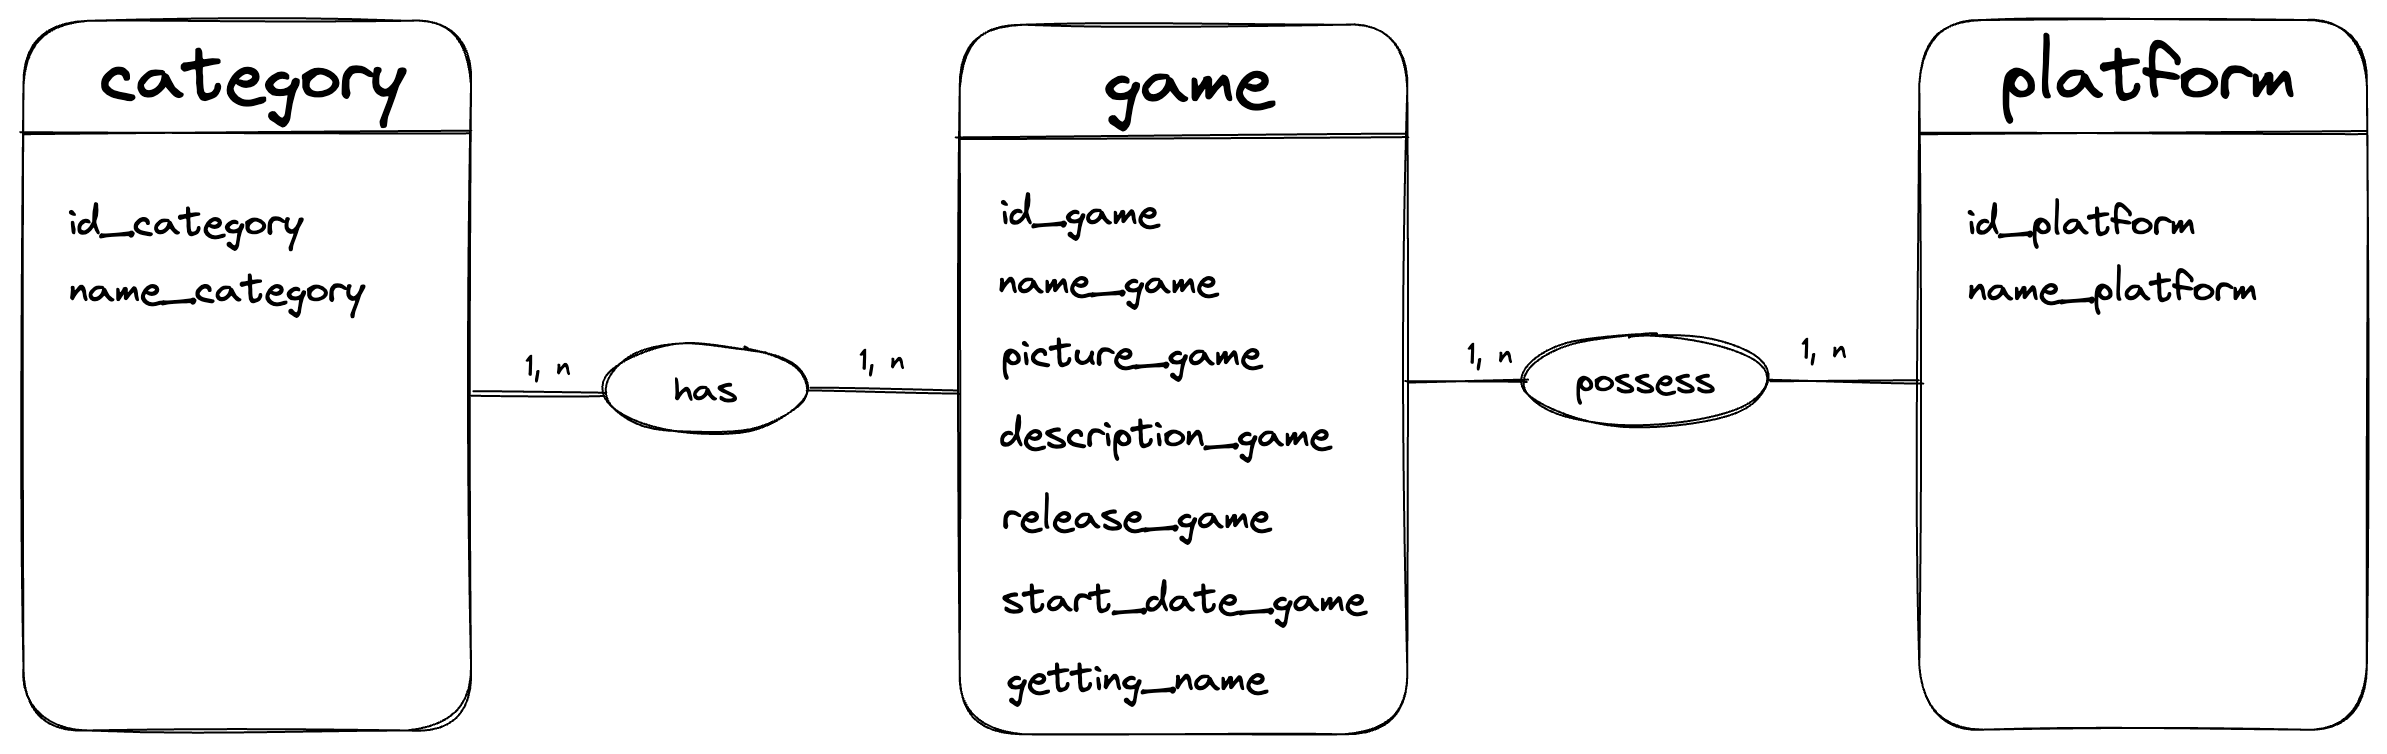 category
id_category
name_category
1, n
has
1, n
game
id_game
name_game
picture_game
description_game
release_game
start_date_game
getting_name
1, n
possess
1, n
platform
id_platform
name_platform